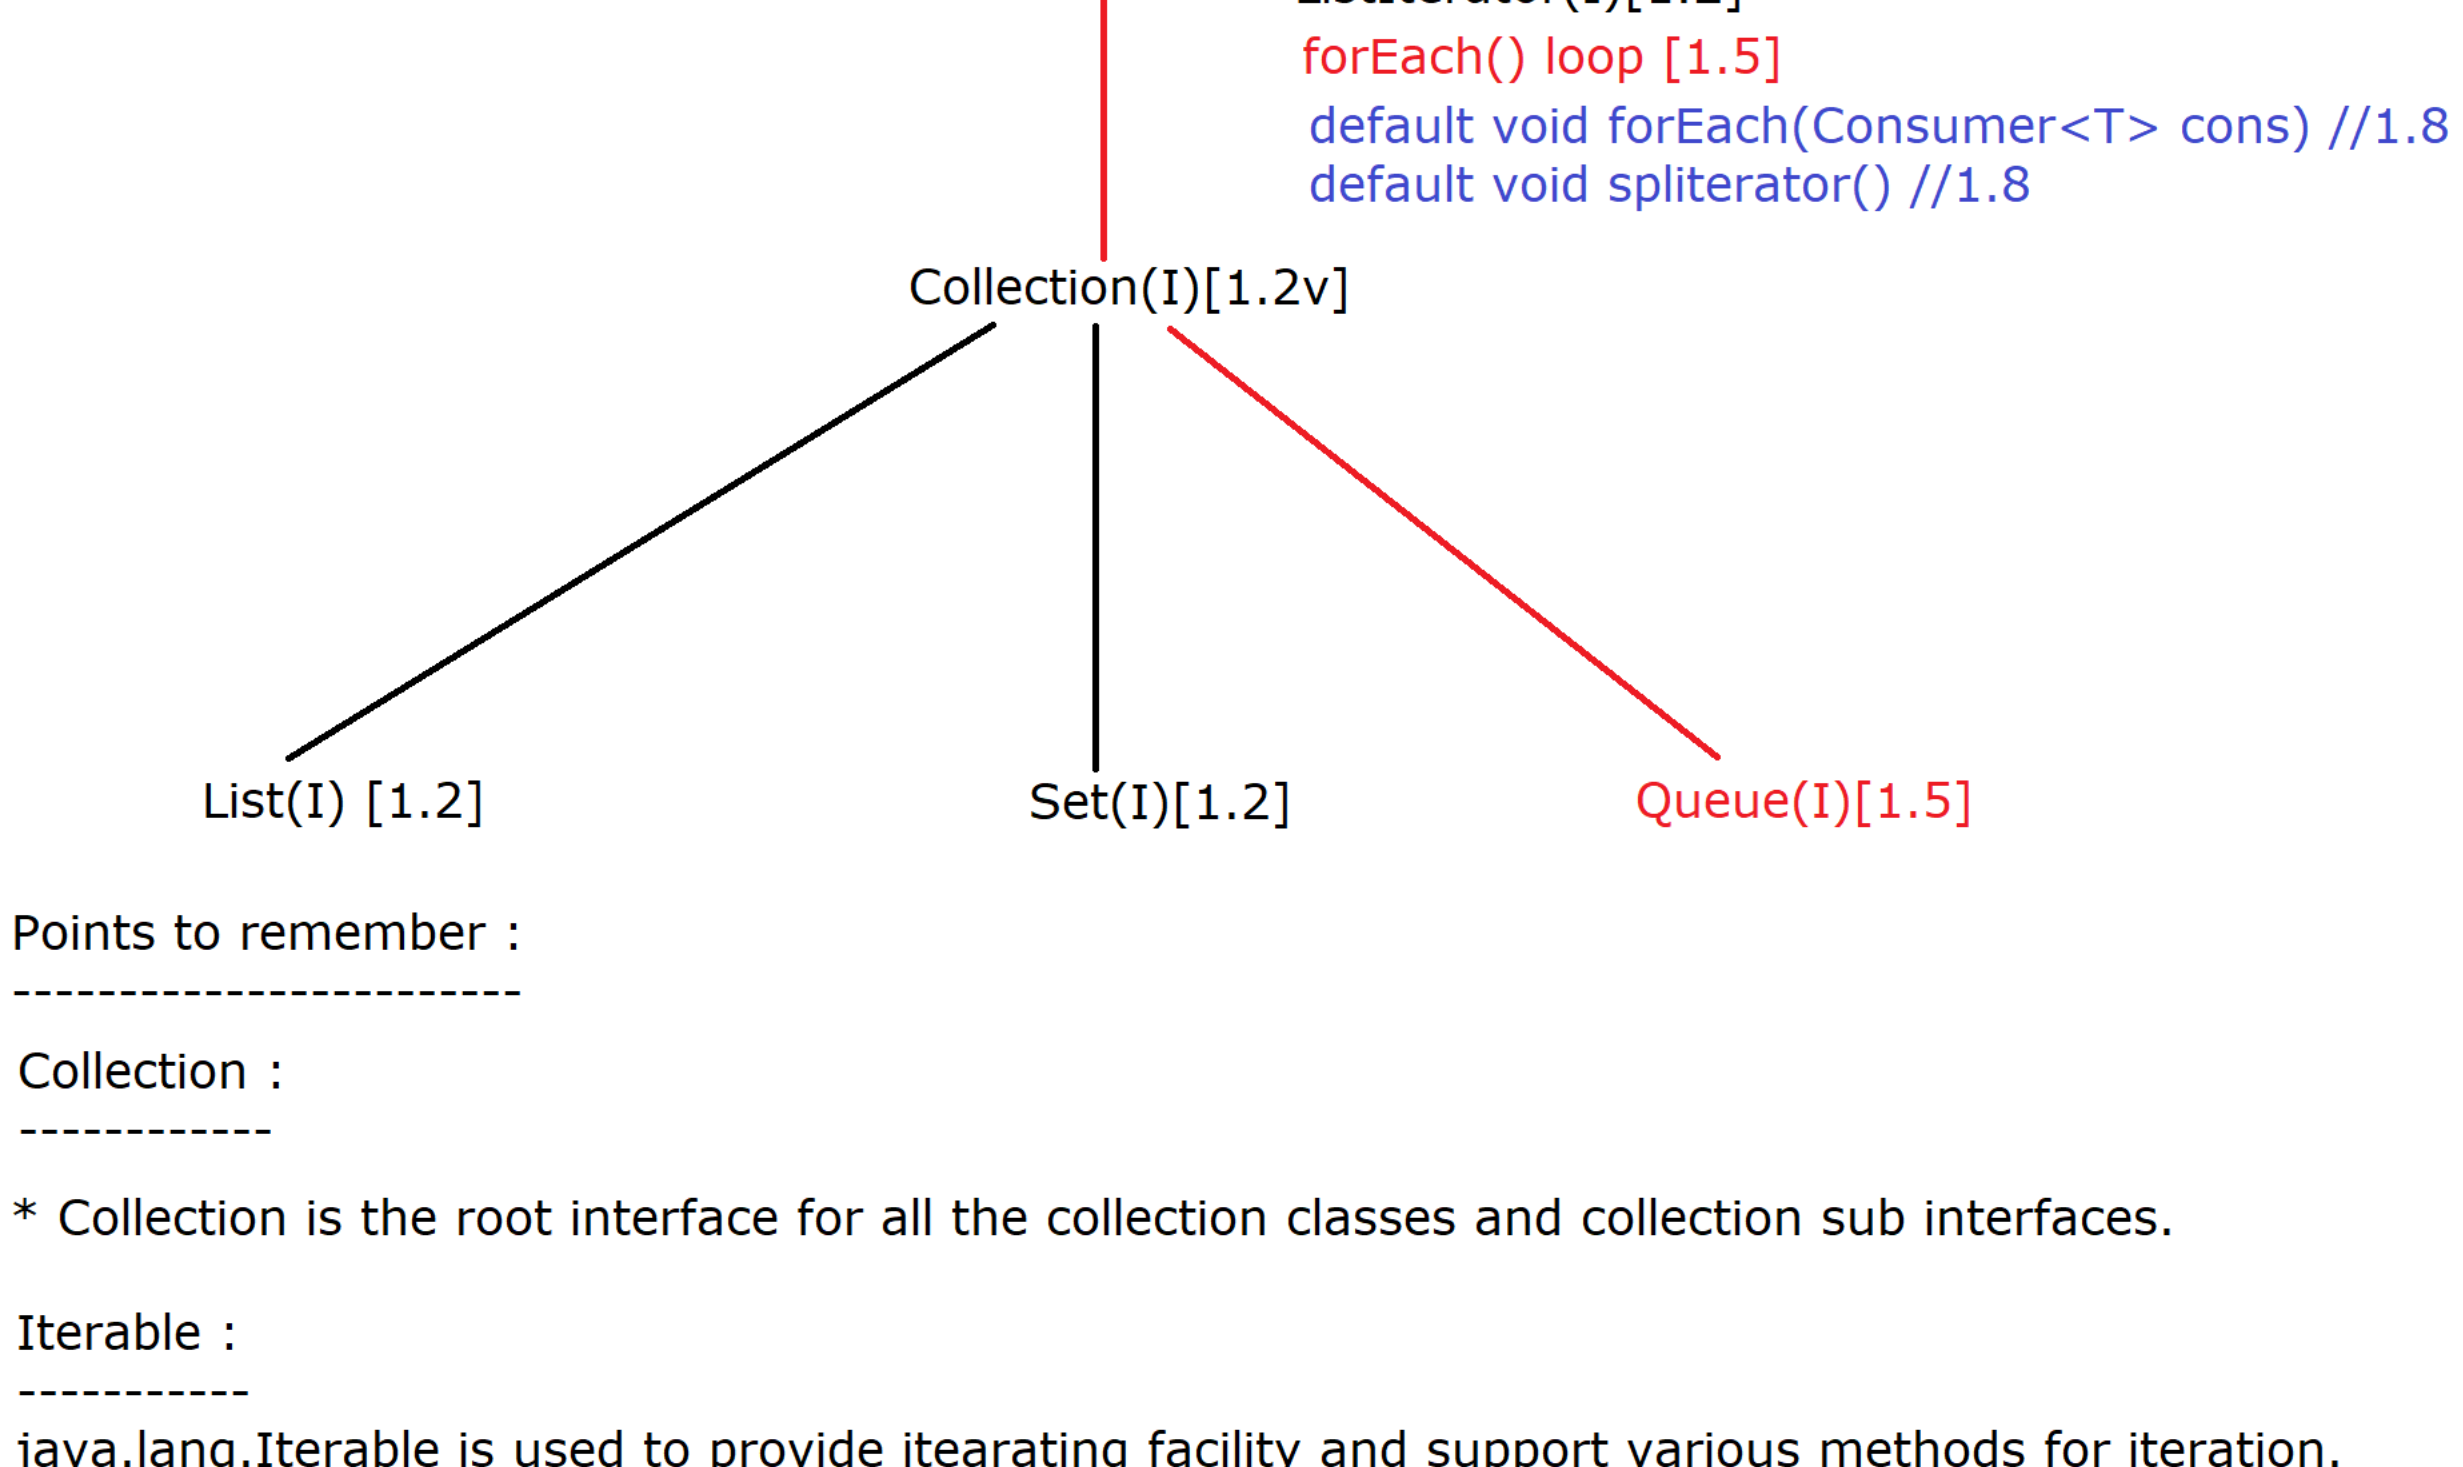 ListIterator(I)[1.2]
forEach() loop [1.5]
default void forEach(Consumer<T> cons) //1.8
default void spliterator() //1.8
Collection(I)[1.2v]
List(I) [1.2]
Set(I)[1.2]
Queue(I)[1.5]
Points to remember :
------------------------
Collection :
------------
* Collection is the root interface for all the collection classes and collection sub interfaces.
Iterable :
-----------
java.lang.Iterable is used to provide itearating facility and support various methods for iteration.